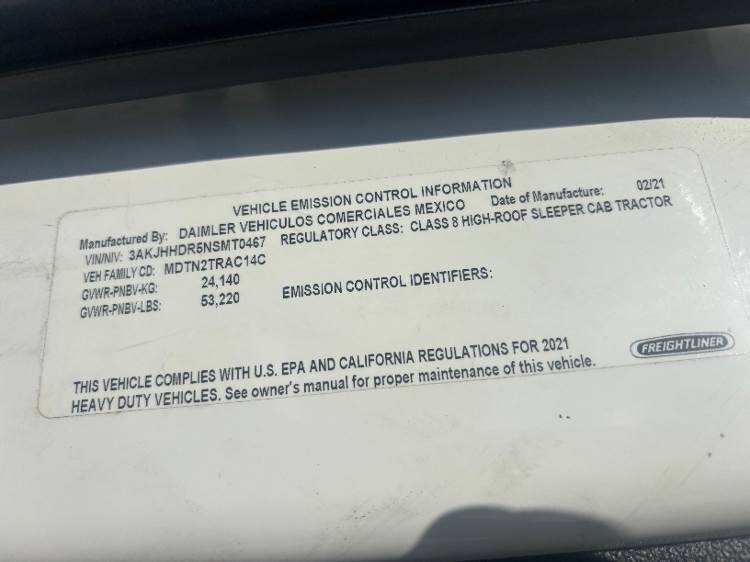 VEHICLE EMISSION CONTROL INFORMATION
Manufactured By: DAIMLER VEHICULOS COMERCIALES MEXICO Date of Manufacture: 02/21
VIN/NIV: 3AKJHHDR5NSMT0467 REGULATORY CLASS: CLASS 8 HIGH-ROOF SLEEPER CAB TRACTOR
VEH FAMILY CD: MDTN2TRAC14C
GVWR-PNBV-KG: 24,140
GVWR-PNBV-LBS: 53,220 EMISSION CONTROL IDENTIFIERS:
THIS VEHICLE COMPLIES WITH U.S. EPA AND CALIFORNIA REGULATIONS FOR 2021
HEAVY DUTY VEHICLES. See owner's manual for proper maintenance of this vehicle.
FREIGHTLINER